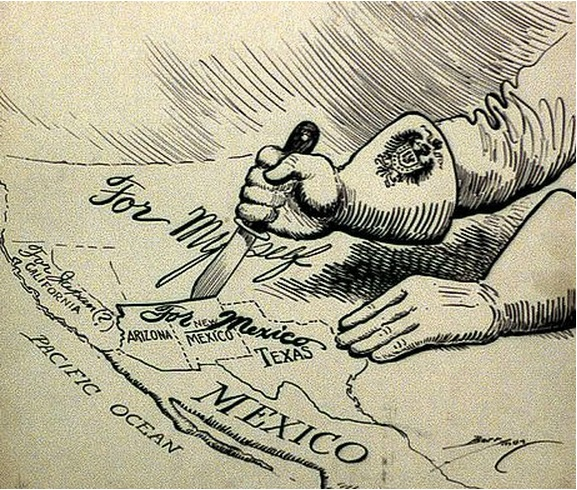 For Myself
For Japan(?)
CALIFORNIA
For Mexico
ARIZONA
NEW
MEXICO
TEXAS
PACIFIC OCEAN
MEXICO